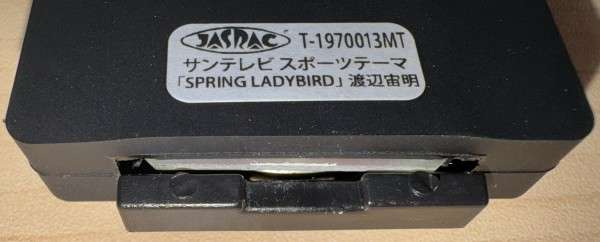 JASRAC T-1970013MT
サンテレビ スポーツテーマ
「SPRING LADYBIRD」渡辺宙明